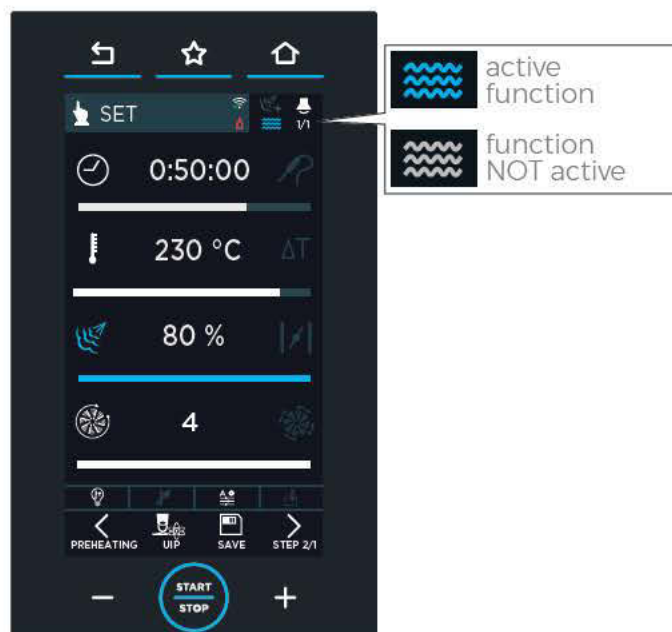 SET
1/1
active
function
function
NOT active
0:50:00
230 °C
ΔT
80 %
4
PREHEATING
UIP
SAVE
STEP 2/1
START
STOP